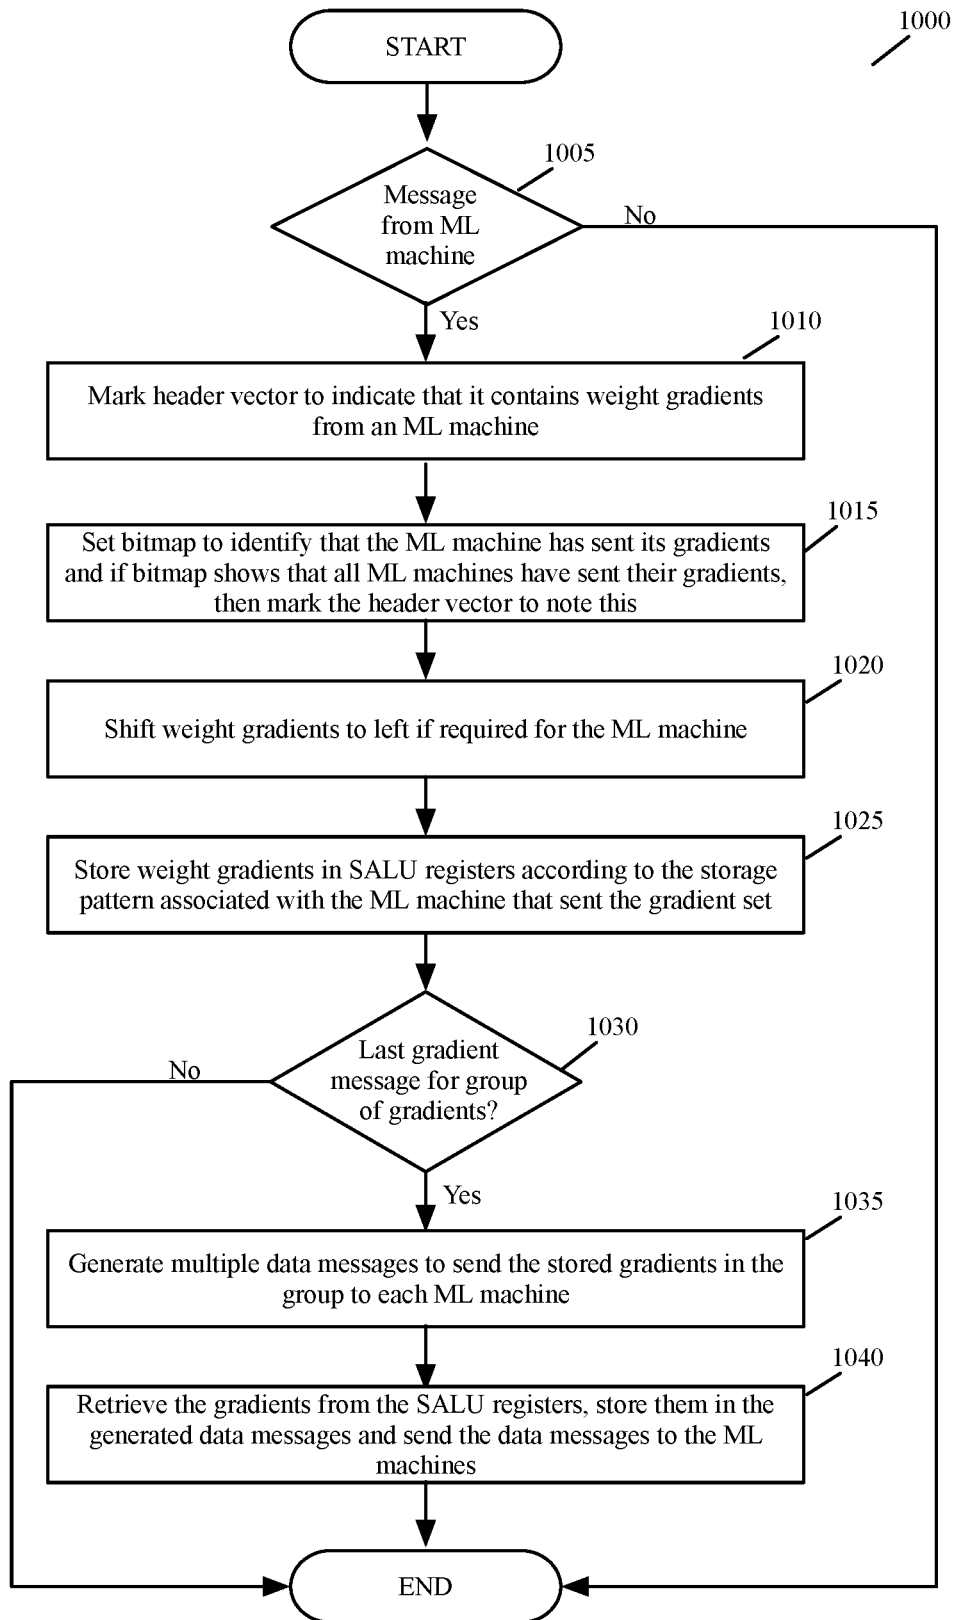 START
1000
1005
Message
from ML
machine
No
Yes
1010
Mark header vector to indicate that it contains weight gradients
from an ML machine
1015
Set bitmap to identify that the ML machine has sent its gradients
and if bitmap shows that all ML machines have sent their gradients,
then mark the header vector to note this
1020
Shift weight gradients to left if required for the ML machine
1025
Store weight gradients in SALU registers according to the storage
pattern associated with the ML machine that sent the gradient set
1030
Last gradient
message for group
of gradients?
No
Yes
1035
Generate multiple data messages to send the stored gradients in the
group to each ML machine
1040
Retrieve the gradients from the SALU registers, store them in the
generated data messages and send the data messages to the ML
machines
END